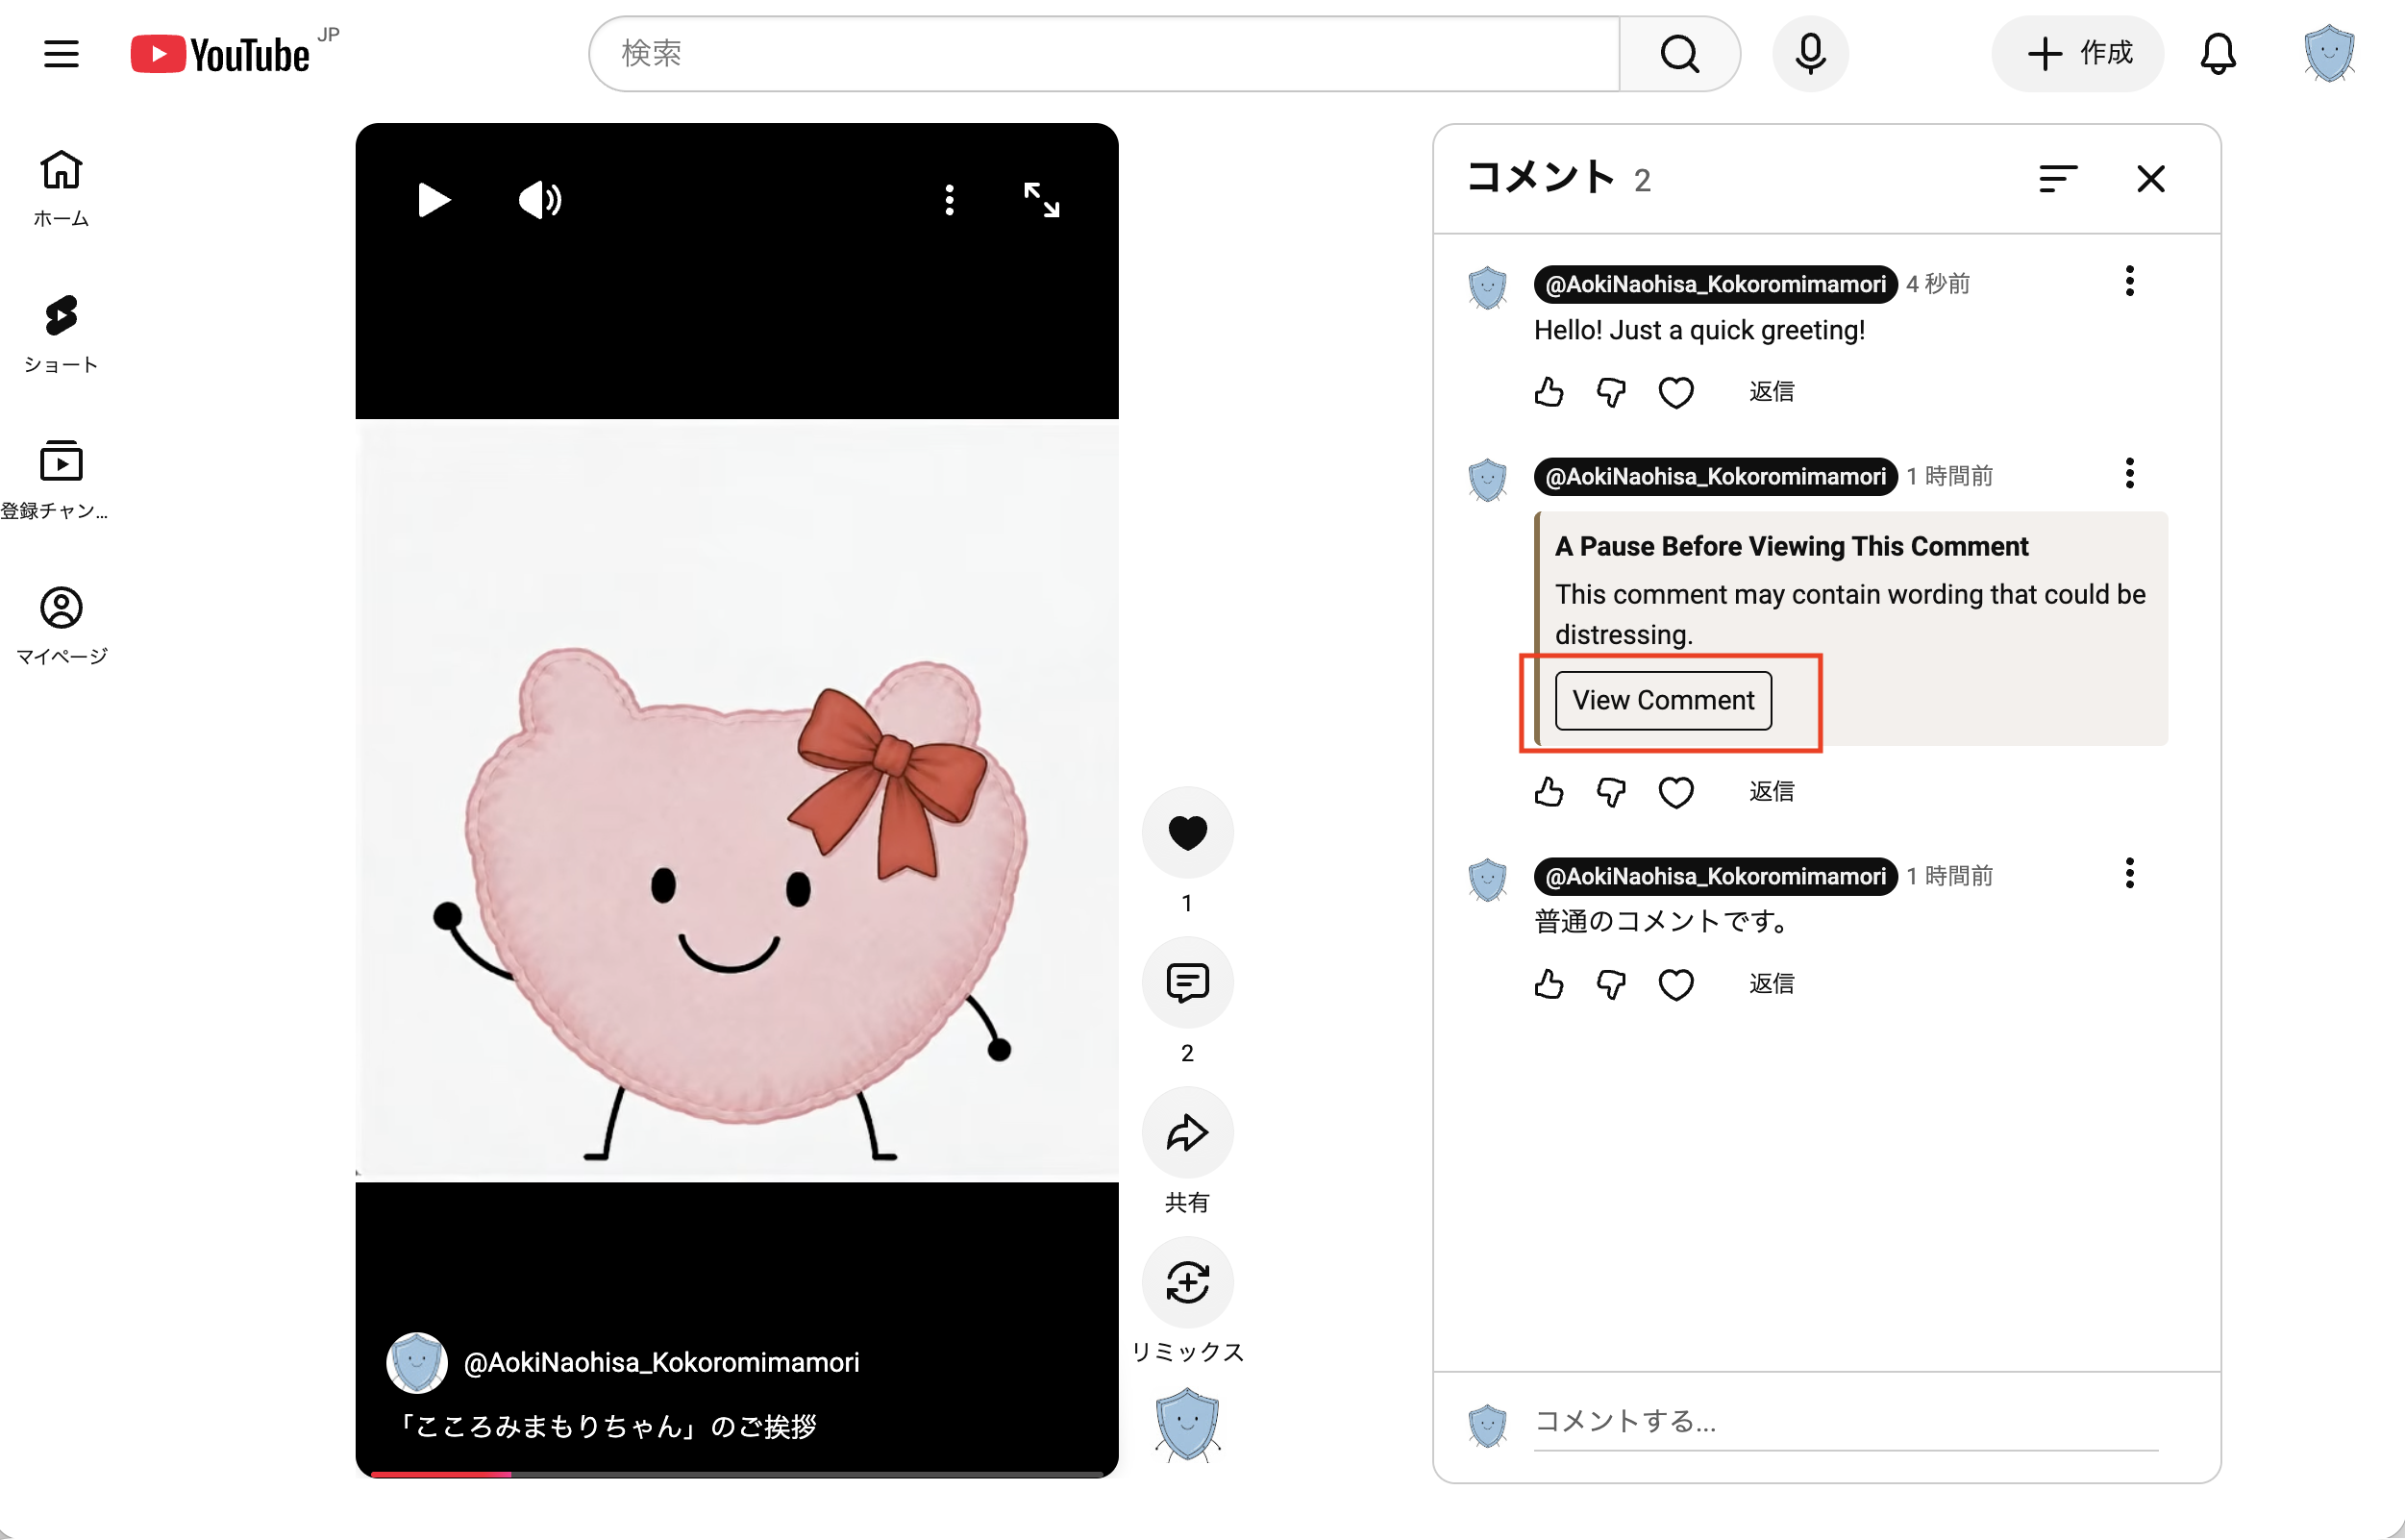 YouTube JP
検索
作成
ホーム
ショート
登録チャン...
マイページ
@AokiNaohisa_Kokoromimamori
「こころみまもりちゃん」のご挨拶
1
2
共有
リミックス
コメント 2
@AokiNaohisa_Kokoromimamori 4 秒前
Hello! Just a quick greeting!
返信
@AokiNaohisa_Kokoromimamori 1 時間前
A Pause Before Viewing This Comment
This comment may contain wording that could be
distressing.
View Comment
返信
@AokiNaohisa_Kokoromimamori 1 時間前
普通のコメントです。
返信
コメントする...